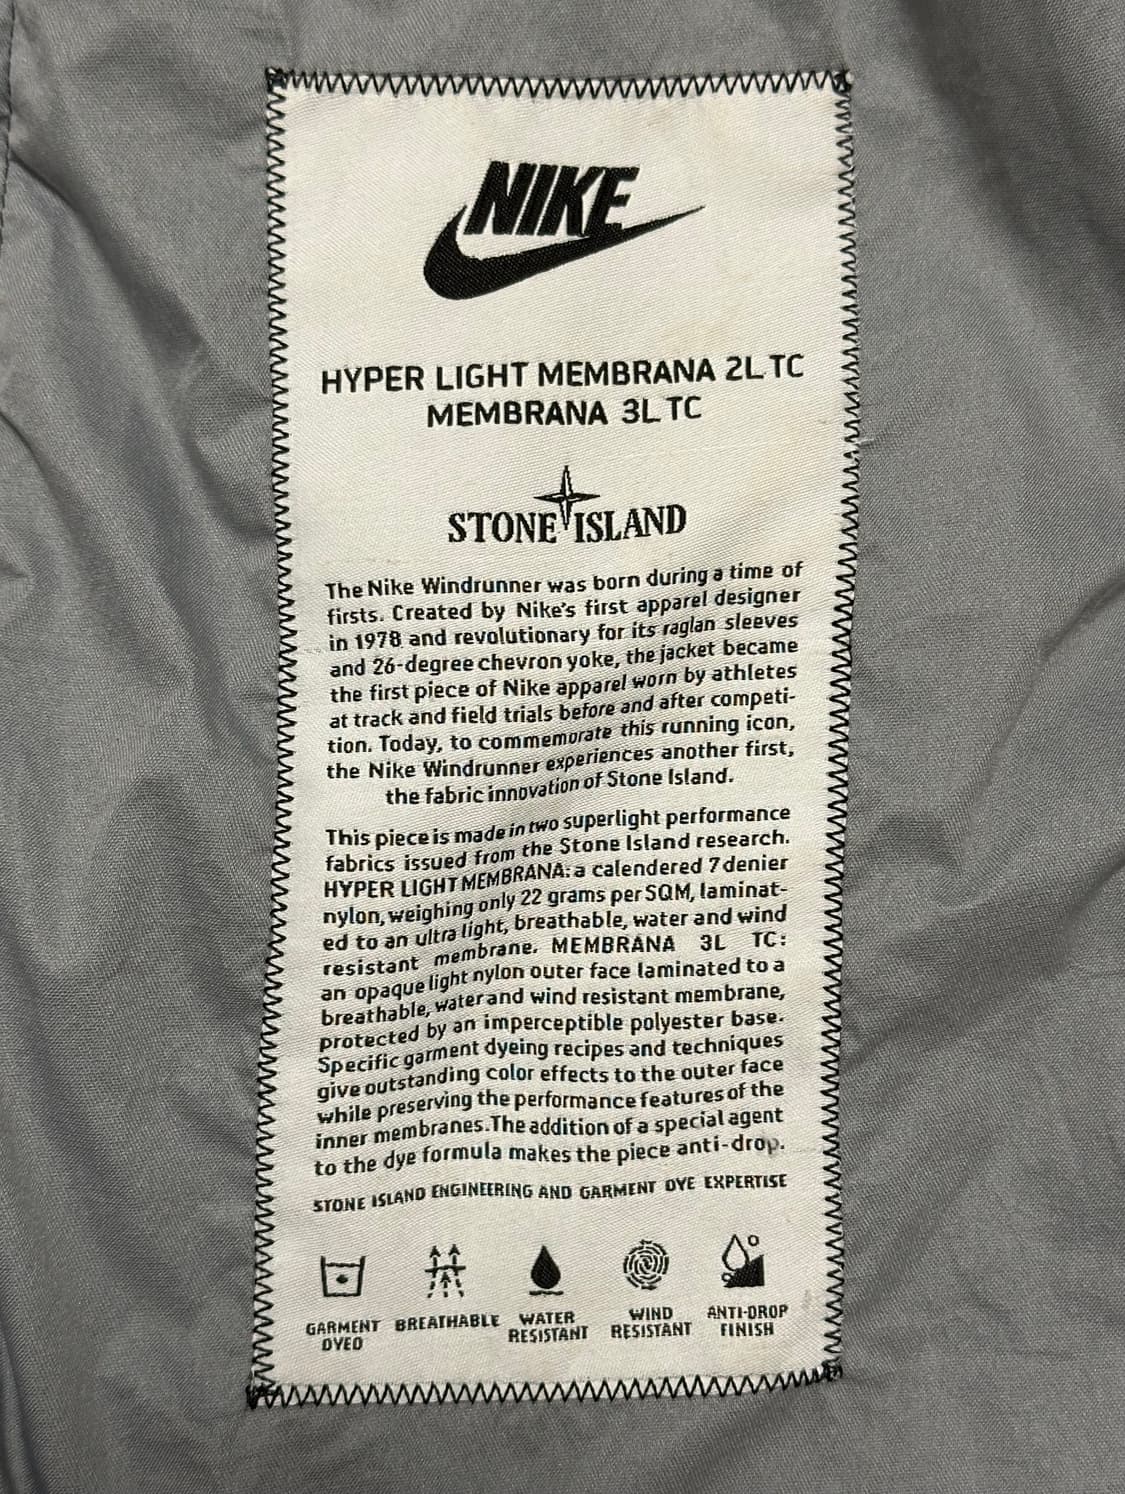 NIKE
HYPER LIGHT MEMBRANA 2L TC
MEMBRANA 3L TC
STONE ISLAND
The Nike Windrunner was born during a time of
firsts. Created by Nike's first apparel designer
in 1978 and revolutionary for its raglan sleeves
and 26-degree chevron yoke, the jacket became
the first piece of Nike apparel worn by athletes
at track and field trials before and after competi-
tion. Today, to commemorate this running icon,
the Nike Windrunner experiences another first,
the fabric innovation of Stone Island.
This piece is made in two superlight performance
fabrics issued from the Stone Island research.
HYPER LIGHT MEMBRANA: a calendered 7 denier
nylon, weighing only 22 grams per SQM, laminat-
ed to an ultra light, breathable, water and wind
resistant membrane. MEMBRANA 3L TC:
an opaque light nylon outer face laminated to a
breathable, water and wind resistant membrane,
protected by an imperceptible polyester base.
Specific garment dyeing recipes and techniques
give outstanding color effects to the outer face
while preserving the performance features of the
inner membranes. The addition of a special agent
to the dye formula makes the piece anti-drop.
STONE ISLAND ENGINEERING AND GARMENT DYE EXPERTISE
GARMENT DYED
BREATHABLE
WATER RESISTANT
WIND RESISTANT
ANTI-DROP FINISH